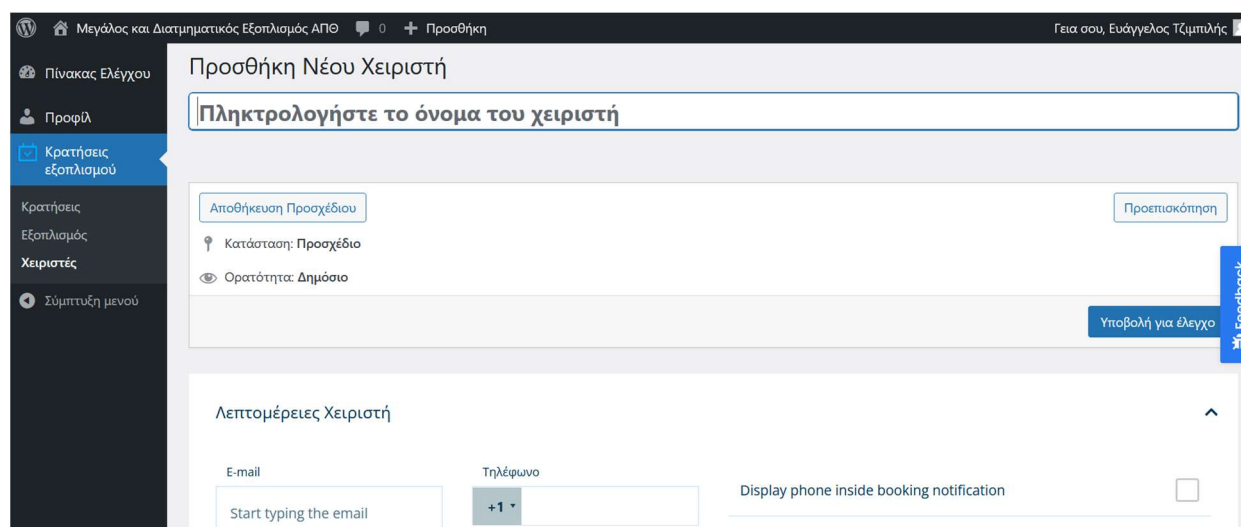 Μεγάλος και Διατμηματικός Εξοπλισμός ΑΠΘ 0 + Προσθήκη Γεια σου, Ευάγγελος Τζιμπιλής
Πίνακας Ελέγχου
Προφίλ
Κρατήσεις
εξοπλισμού
Κρατήσεις
Εξοπλισμός
Χειριστές
Σύμπτυξη μενού
Προσθήκη Νέου Χειριστή
Πληκτρολογήστε το όνομα του χειριστή
Αποθήκευση Προσχέδιου Προεπισκόπηση
Κατάσταση: Προσχέδιο
Ορατότητα: Δημόσιο
Υποβολή για έλεγχο
Feedback
Λεπτομέρειες Χειριστή
E-mail Τηλέφωνο
Display phone inside booking notification
Start typing the email +1